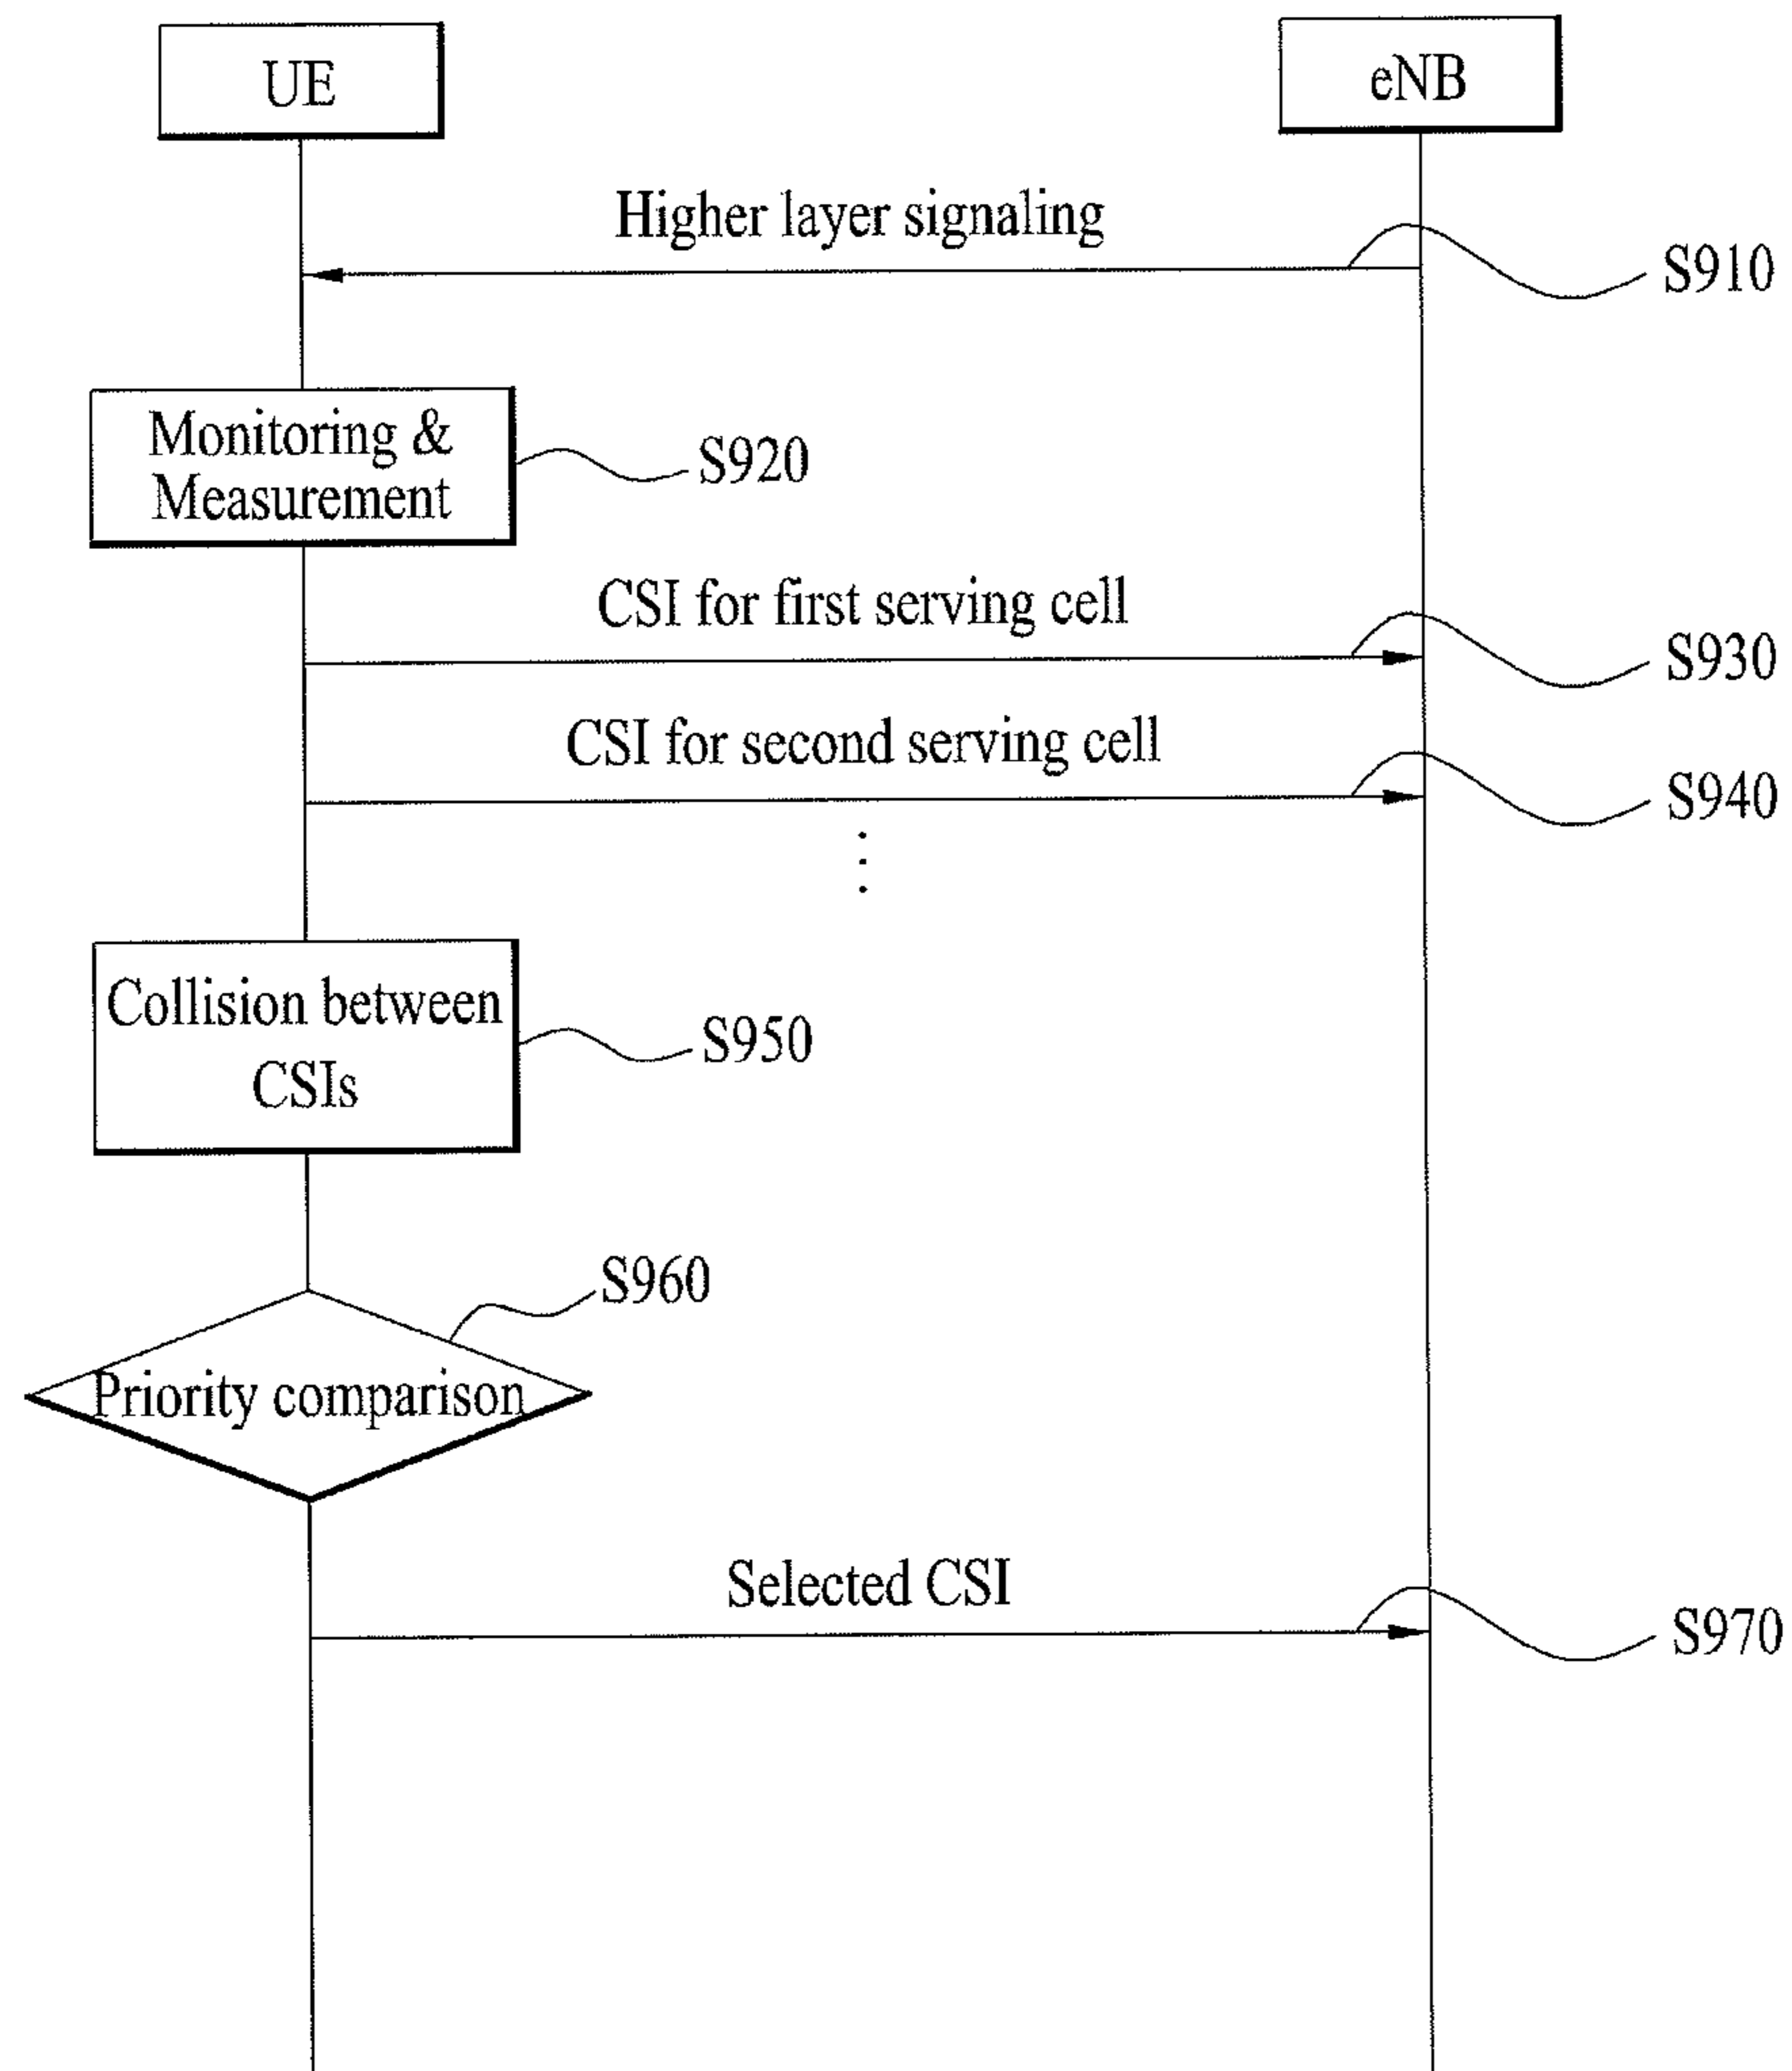 UE
eNB
Higher layer signaling
S910
Monitoring &
Measurement
S920
CSI for first serving cell
S930
CSI for second serving cell
S940
Collision between
CSIs
S950
S960
Priority comparison
Selected CSI
S970